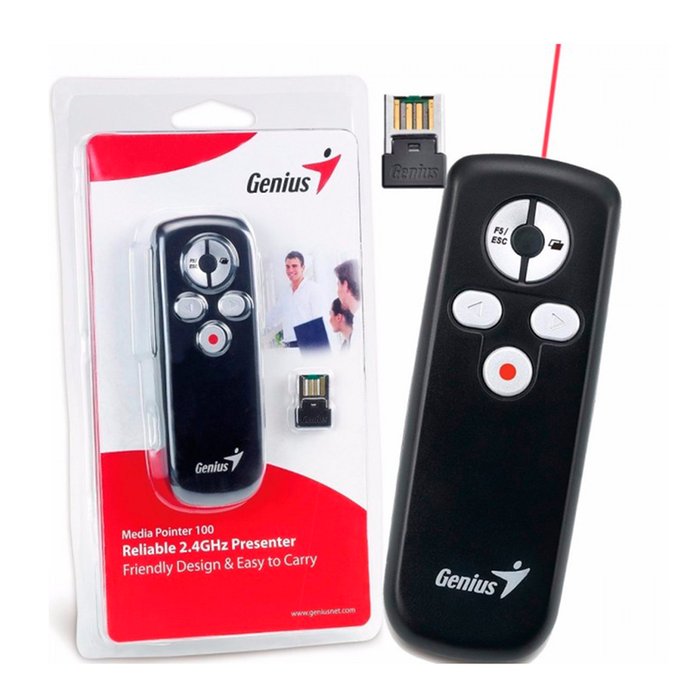 Genius
F5/
ESC
Genius
Media Pointer 100
Reliable 2.4GHz Presenter
Friendly Design & Easy to Carry
www.geniusnet.com
Genius
F5/
ESC
Genius